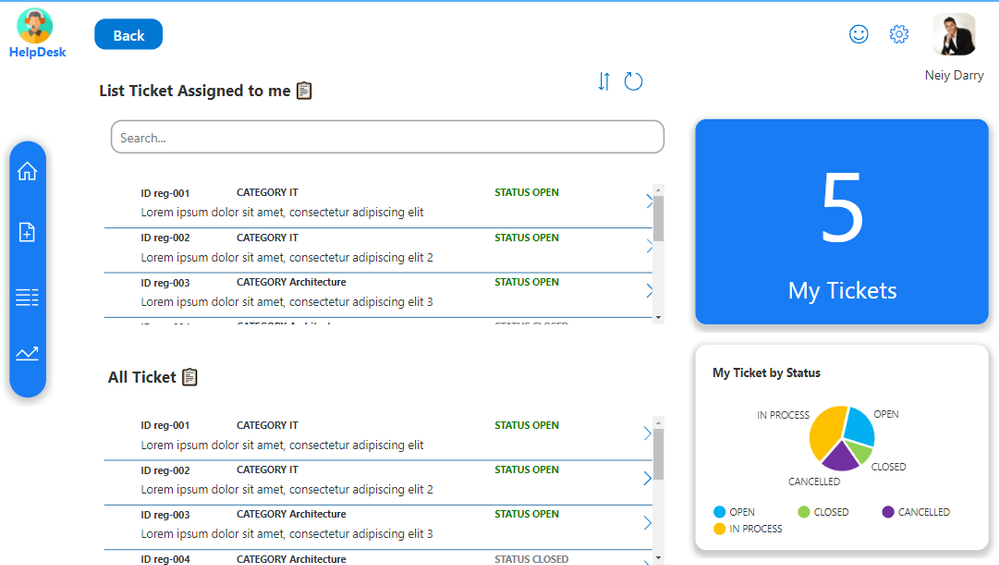 HelpDesk
Back
Neiy Darry
List Ticket Assigned to me
Search...
ID reg-001 CATEGORY IT STATUS OPEN
Lorem ipsum dolor sit amet, consectetur adipiscing elit
ID reg-002 CATEGORY IT STATUS OPEN
Lorem ipsum dolor sit amet, consectetur adipiscing elit 2
ID reg-003 CATEGORY Architecture STATUS OPEN
Lorem ipsum dolor sit amet, consectetur adipiscing elit 3
CATEGORY Architecture STATUS CLOSED
All Ticket
ID reg-001 CATEGORY IT STATUS OPEN
Lorem ipsum dolor sit amet, consectetur adipiscing elit
ID reg-002 CATEGORY IT STATUS OPEN
Lorem ipsum dolor sit amet, consectetur adipiscing elit 2
ID reg-003 CATEGORY Architecture STATUS OPEN
Lorem ipsum dolor sit amet, consectetur adipiscing elit 3
ID reg-004 CATEGORY Architecture STATUS CLOSED
5
My Tickets
My Ticket by Status
IN PROCESS
OPEN
CLOSED
CANCELLED
OPEN CLOSED CANCELLED
IN PROCESS